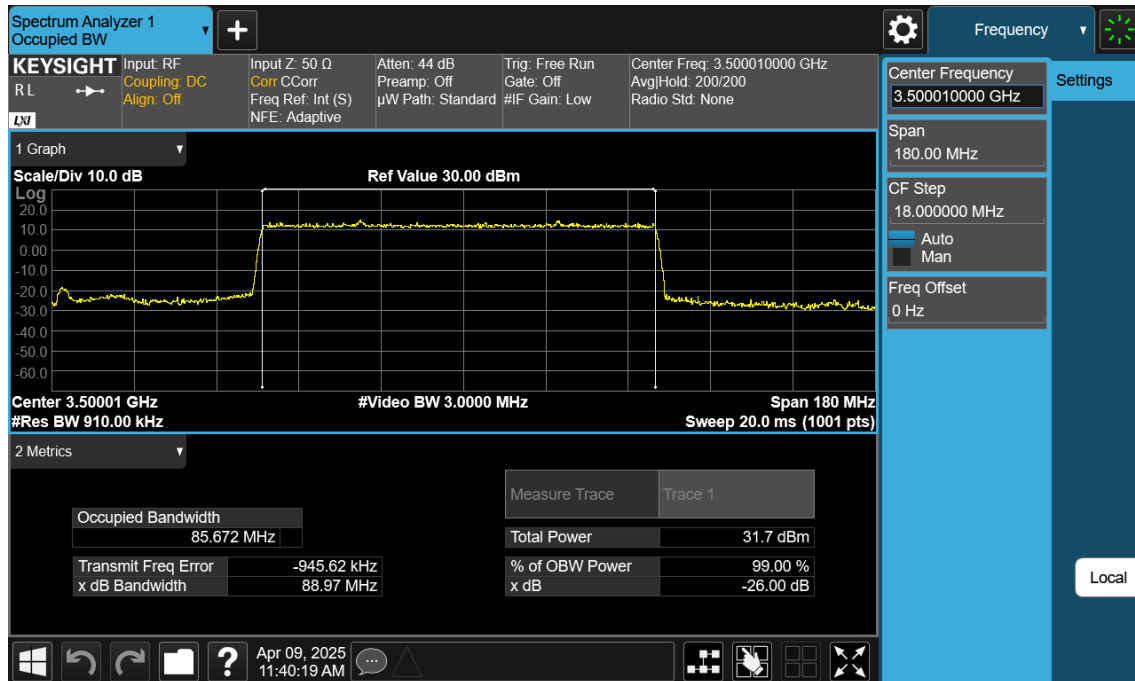 Spectrum Analyzer 1
Occupied BW
+
Frequency
KEYSIGHT
R L
LXI
Input: RF
Coupling: DC
Align: Off
Input Z: 50 Ω
Corr CCorr
Freq Ref: Int (S)
NFE: Adaptive
Atten: 44 dB
Preamp: Off
µW Path: Standard
Trig: Free Run
Gate: Off
#IF Gain: Low
Center Freq: 3.500010000 GHz
Avg|Hold: 200/200
Radio Std: None
Center Frequency
3.500010000 GHz
Settings
Span
180.00 MHz
CF Step
18.000000 MHz
Auto
Man
Freq Offset
0 Hz
1 Graph
Scale/Div 10.0 dB
Ref Value 30.00 dBm
Log
20.0
10.0
0.00
-10.0
-20.0
-30.0
-40.0
-50.0
-60.0
Center 3.50001 GHz
#Video BW 3.0000 MHz
Span 180 MHz
#Res BW 910.00 kHz
Sweep 20.0 ms (1001 pts)
2 Metrics
Measure Trace
Trace 1
Occupied Bandwidth
85.672 MHz
Total Power
31.7 dBm
Transmit Freq Error
-945.62 kHz
% of OBW Power
99.00 %
x dB Bandwidth
88.97 MHz
x dB
-26.00 dB
Local
?
Apr 09, 2025
11:40:19 AM